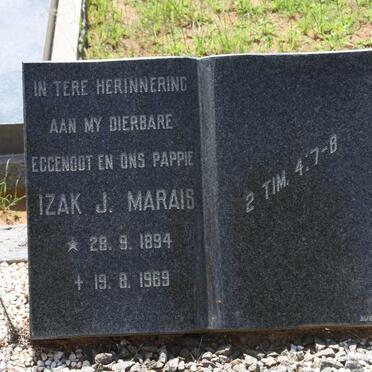 IN TERE HERINNERING
AAN MY DIERBARE
EGGENOOT EN ONS PAPPIE
IZAK J. MARAIS
★ 28. 9. 1894
✝ 19. 8. 1969
2 TIM. 4:7-8